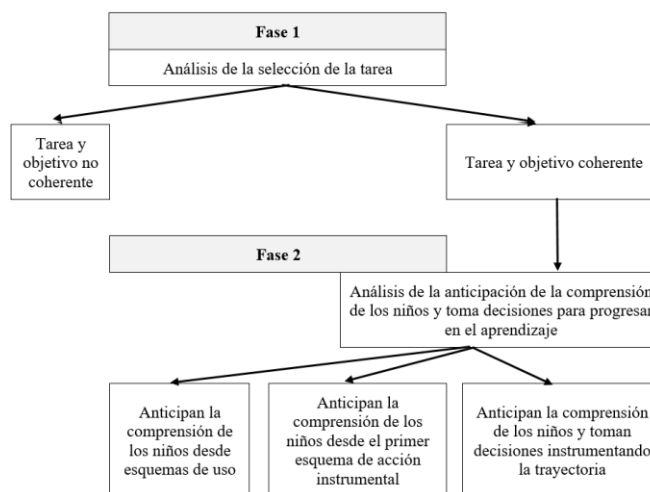 Fase 1
Análisis de la selección de la tarea
Tarea y
objetivo no
coherente
Tarea y objetivo coherente
Fase 2
Análisis de la anticipación de la comprensión
de los niños y toma decisiones para progresar
en el aprendizaje
Anticipan la
comprensión de
los niños desde
esquemas de uso
Anticipan la
comprensión de los
niños desde el primer
esquema de acción
instrumental
Anticipan la comprensión
de los niños y toman
decisiones instrumentando
la trayectoria